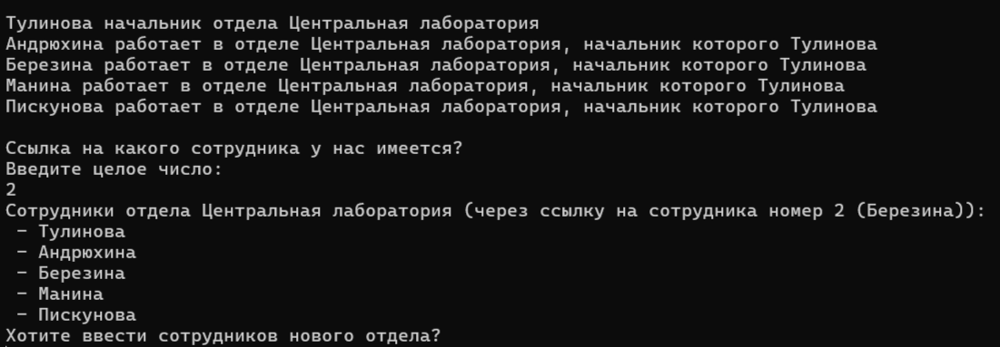 Тулинова начальник отдела Центральная лаборатория
Андрюхина работает в отделе Центральная лаборатория, начальник которого Тулинова
Березина работает в отделе Центральная лаборатория, начальник которого Тулинова
Манина работает в отделе Центральная лаборатория, начальник которого Тулинова
Пискунова работает в отделе Центральная лаборатория, начальник которого Тулинова
Ссылка на какого сотрудника у нас имеется?
Введите целое число:
2
Сотрудники отдела Центральная лаборатория (через ссылку на сотрудника номер 2 (Березина)):
- Тулинова
- Андрюхина
- Березина
- Манина
- Пискунова
Хотите ввести сотрудников нового отдела?